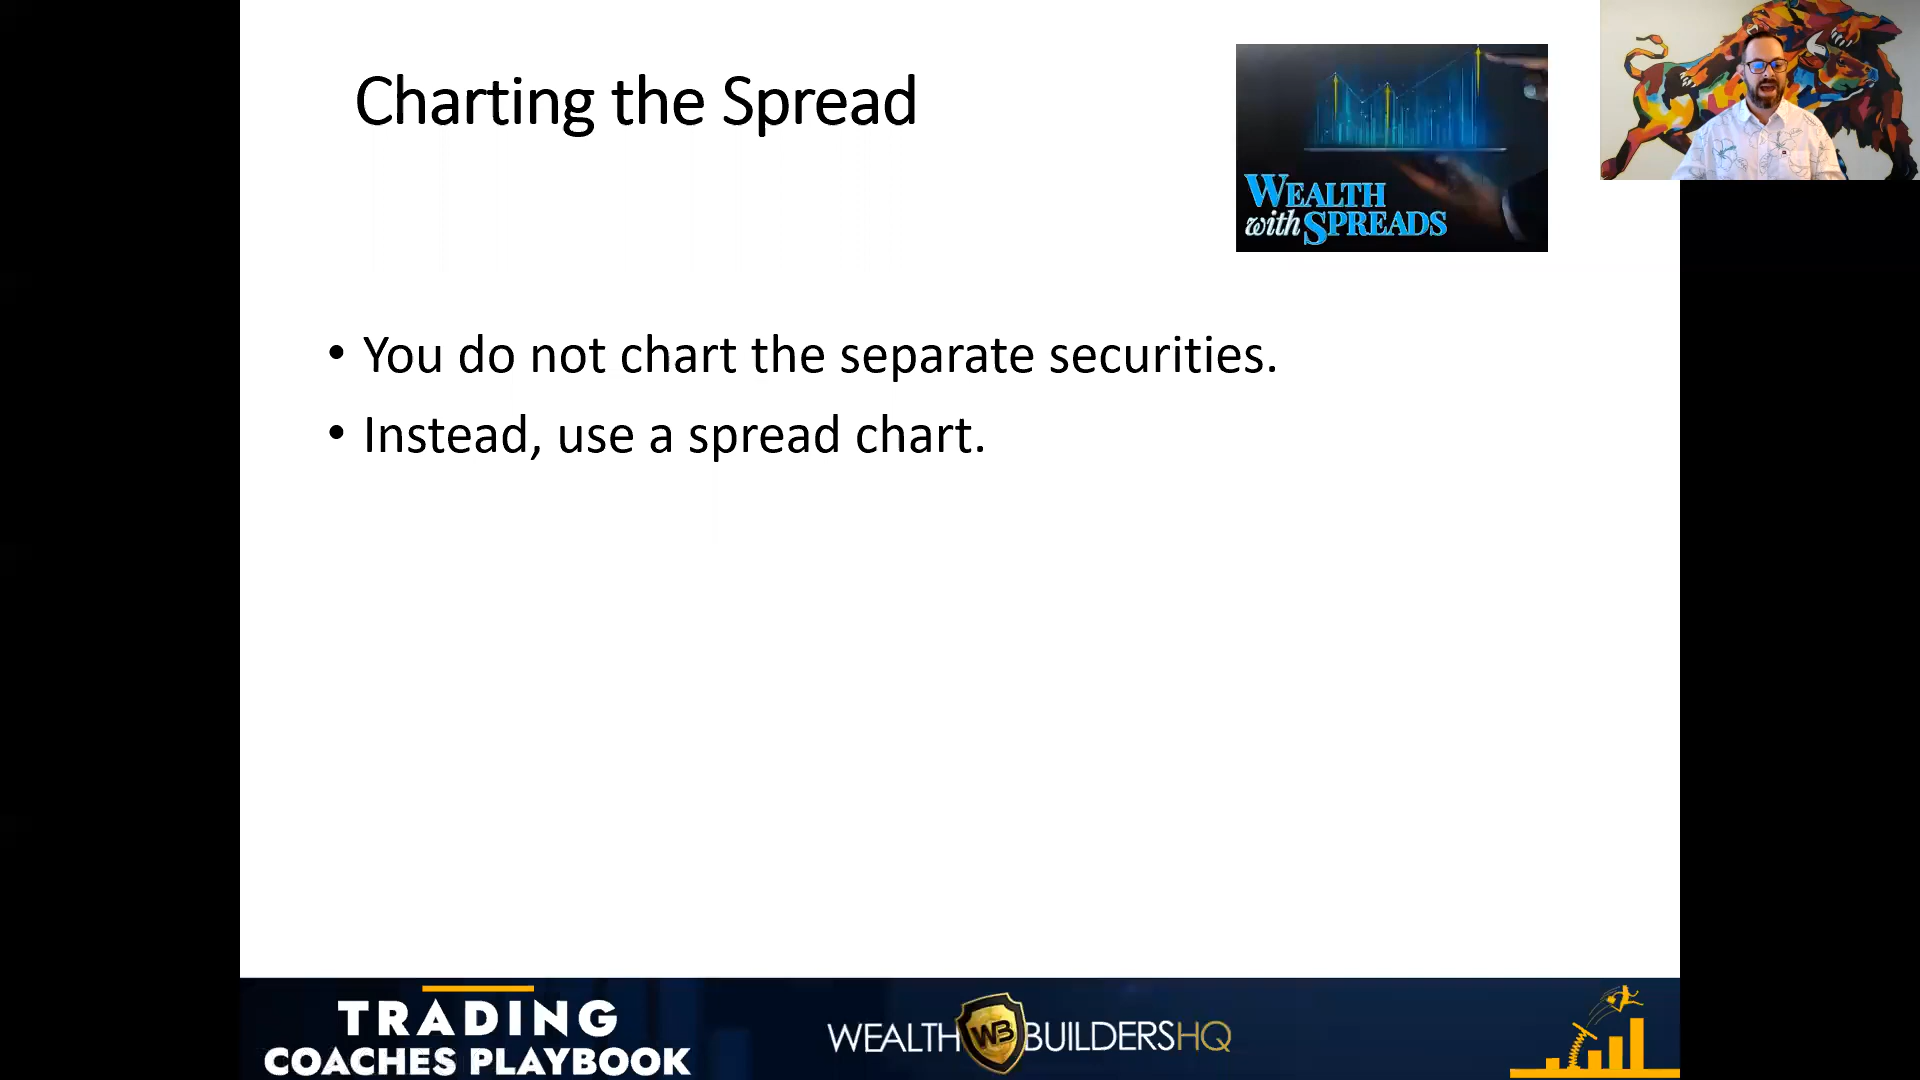 Charting the Spread
WEALTH
with SPREADS
• You do not chart the separate securities.
• Instead, use a spread chart.
TRADING
COACHES PLAYBOOK
WEALTH WB BUILDERSHQ